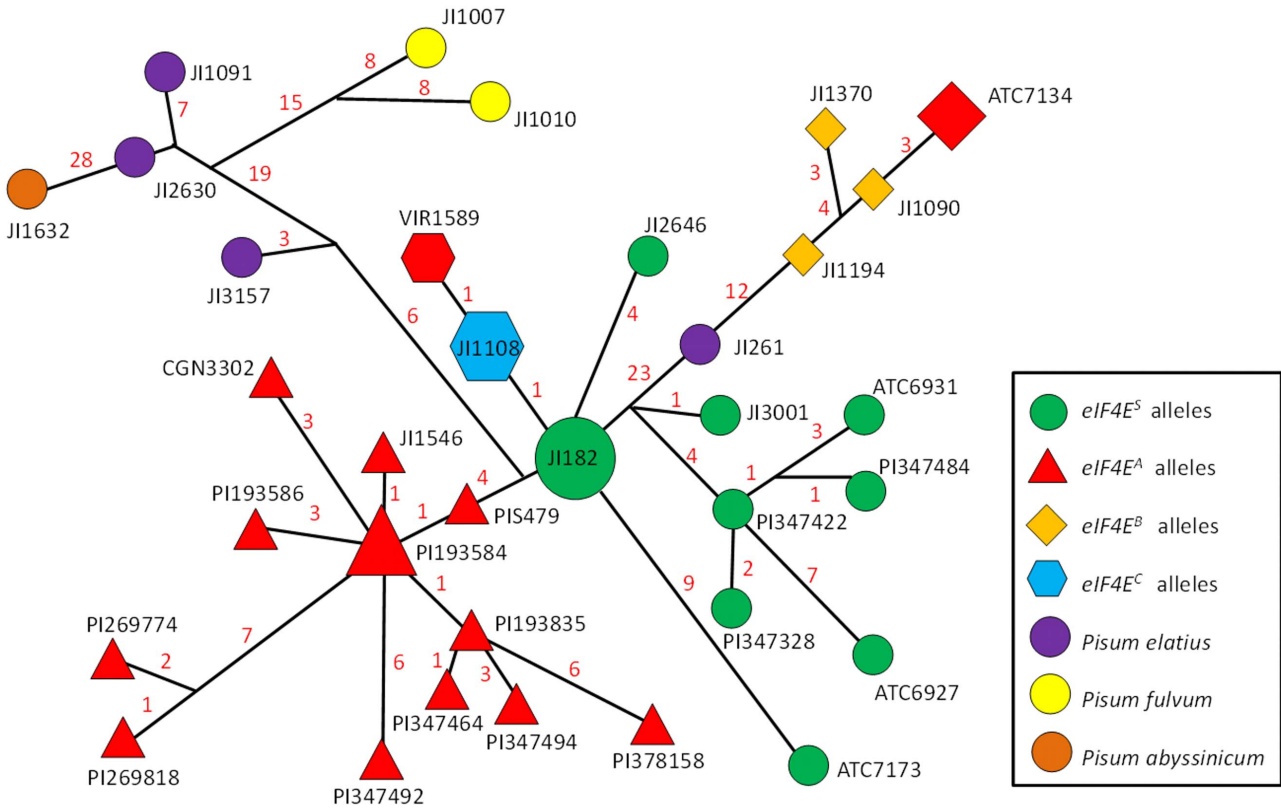 JI1007
8
JI1091
7
15
8
JI1010
JI1370
ATC7134
28
JI2630
19
3
3
4
JI1090
JI1632
VIR1589
JI2646
JI1194
3
JI3157
1
6
4
12
JI1108
JI261
CGN3302
1
23
ATC6931
eIF4Eˢ alleles
1
JI3001
3
JI1546
3
4
JI182
4
1
PI347484
eIF4Eᴬ alleles
PI193586
1
1
PIS479
1
3
PI347422
PI193584
eIF4Eᴮ alleles
1
2
7
9
eIF4Eᶜ alleles
PI269774
7
PI193835
PI347328
2
6
1
3
6
Pisum elatius
1
PI347464
ATC6927
PI347494
Pisum fulvum
PI269818
PI378158
PI347492
ATC7173
Pisum abyssinicum